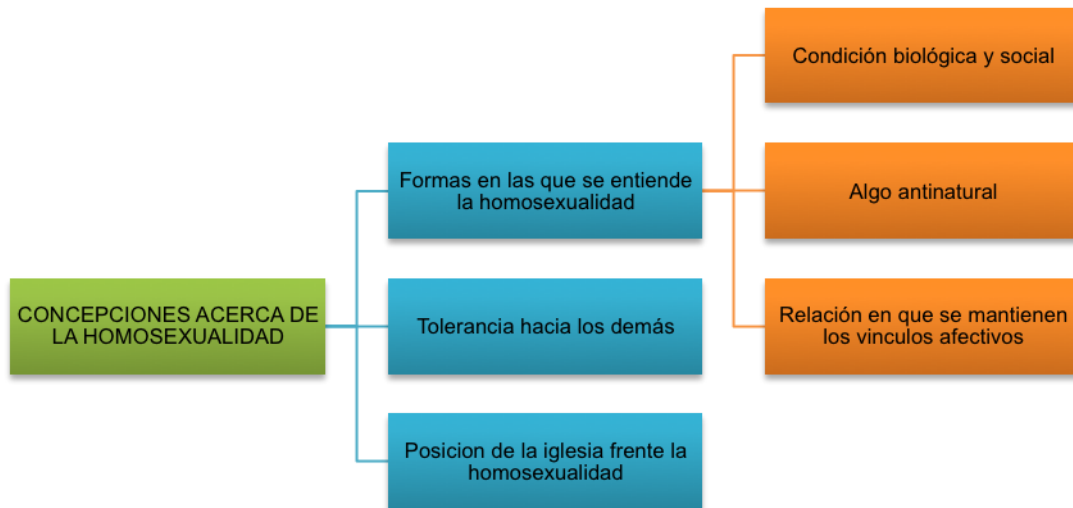 CONCEPCIONES ACERCA DE
LA HOMOSEXUALIDAD
Formas en las que se entiende
la homosexualidad
Condición biológica y social
Algo antinatural
Relación en que se mantienen
los vinculos afectivos
Tolerancia hacia los demás
Posicion de la iglesia frente la
homosexualidad